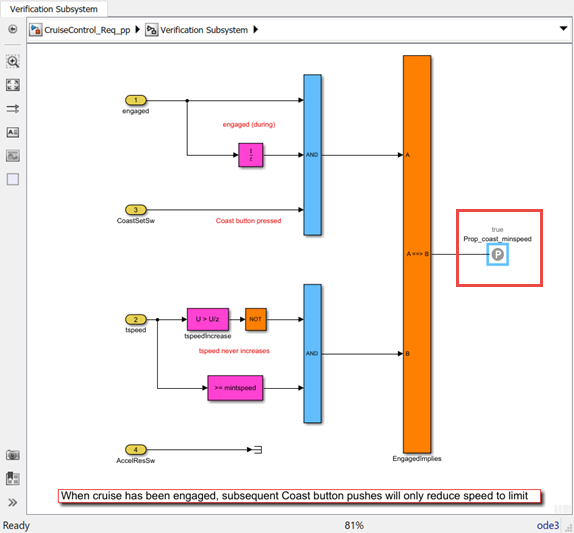 Verification Subsystem
CruiseControl_Req_pp Verification Subsystem
1
engaged
engaged (during)
1
z
AND
A
3
CoastSetSw
Coast button pressed
true
Prop_coast_minspeed
P
A ==> B
2
tspeed
U > U/z
tspeedIncrease
NOT
tspeed never increases
AND
B
>= mintspeed
4
AccelResSw
EngagedImplies
When cruise has been engaged, subsequent Coast button pushes will only reduce speed to limit
Ready 81% ode3